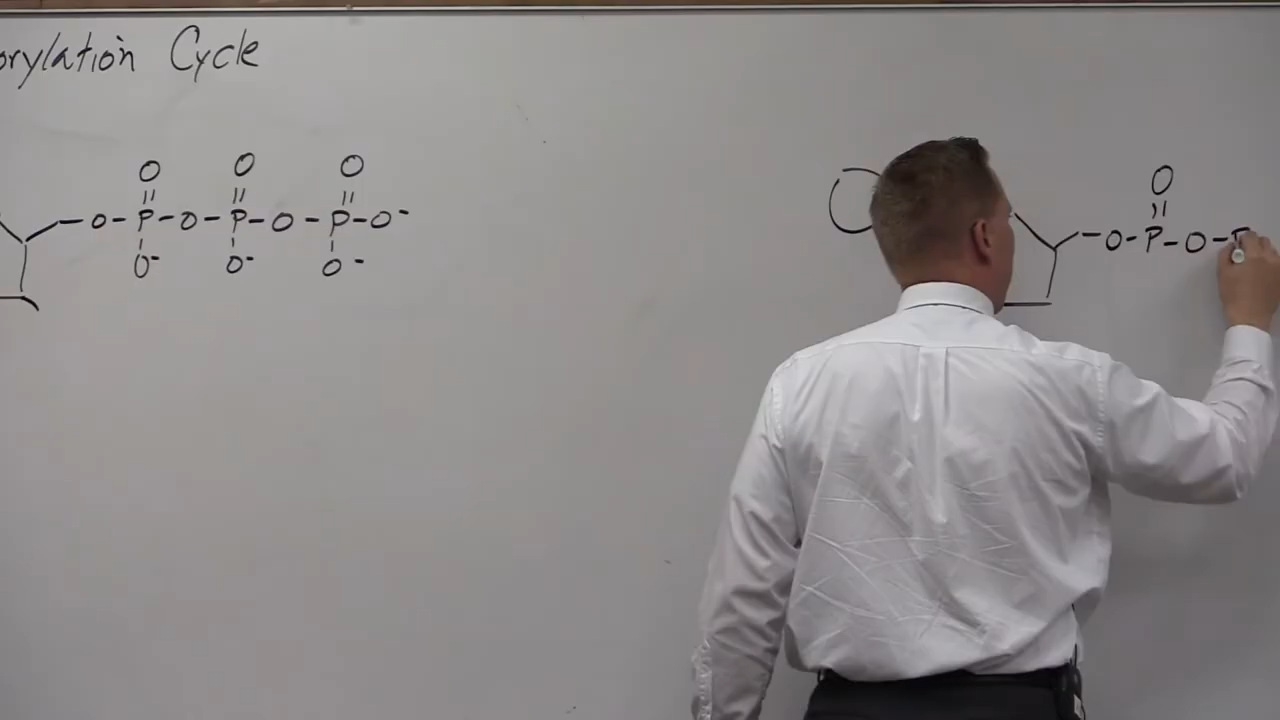 orylation Cycle
O O O
-O-P-O-P-O-P-O⁻
O⁻ O⁻ O⁻
O
-O-P-O-P